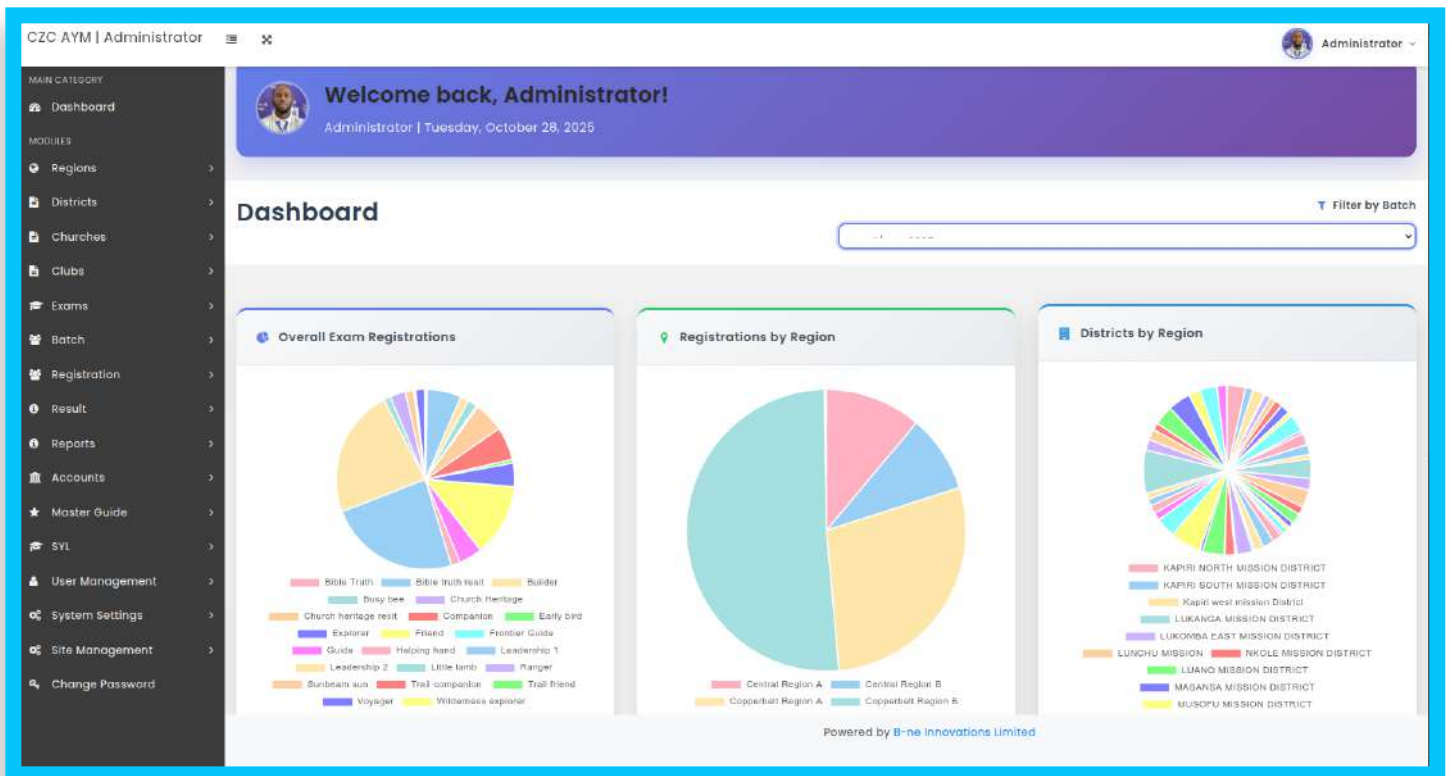 CZC AYM | Administrator
Administrator
MAIN CATEGORY
Dashboard
MODULES
Regions
Districts
Churches
Clubs
Exams
Batch
Registration
Result
Reports
Accounts
Master Guide
SYL
User Management
System Settings
Site Management
Change Password
Welcome back, Administrator!
Administrator | Tuesday, October 28, 2025
Dashboard
Filter by Batch
Overall Exam Registrations
Bible Truth Bible truth resit Builder
Busy bee Church Heritage
Church heritage resit Companion Early bird
Explorer Friend Frontier Guide
Guide Helping hand Leadership 1
Leadership 2 Little lamb Ranger
Sunbeam sun Trail companion Trail friend
Voyager Wilderness explorer
Registrations by Region
Central Region A Central Region B
Copperbelt Region A Copperbelt Region B
Districts by Region
KAPIRI NORTH MISSION DISTRICT
KAPIRI SOUTH MISSION DISTRICT
Kapiri west mission District
LUKANGA MISSION DISTRICT
LUKOMBA EAST MISSION DISTRICT
LUNCHU MISSION NKOLE MISSION DISTRICT
LUANO MISSION DISTRICT
MAGANSA MISSION DISTRICT
MUSOFU MISSION DISTRICT
Powered by B-ne Innovations Limited